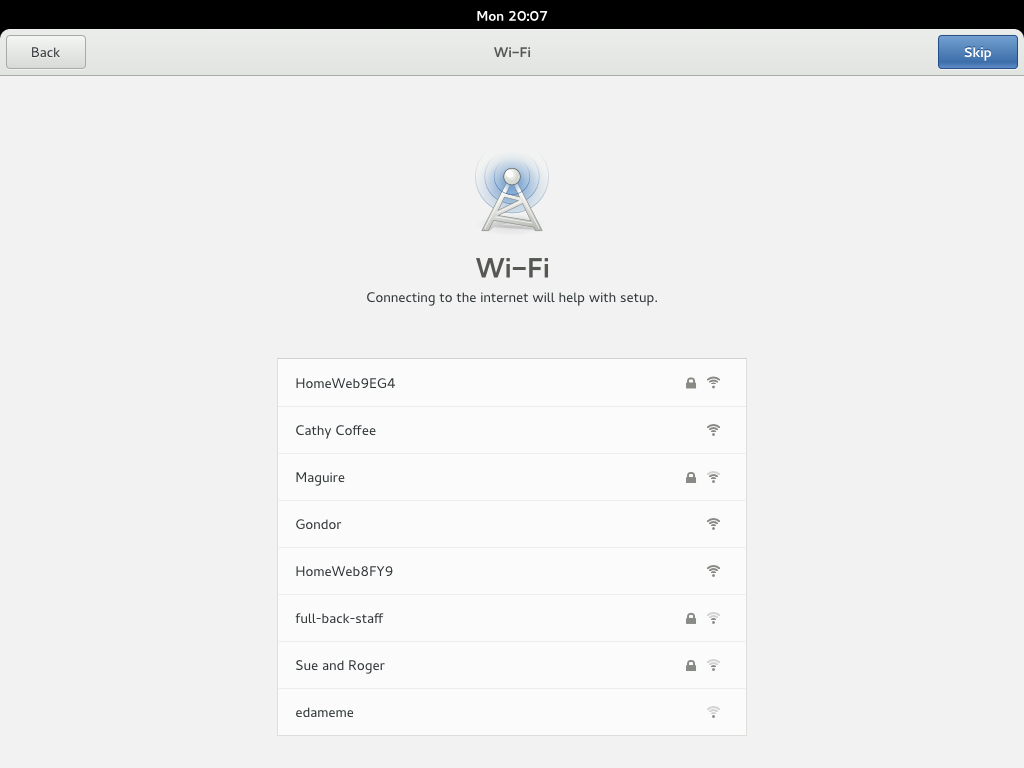 Mon 20:07
Back
Wi-Fi
Skip
Wi-Fi
Connecting to the internet will help with setup.
HomeWeb9EG4
Cathy Coffee
Maguire
Gondor
HomeWeb8FY9
full-back-staff
Sue and Roger
edameme